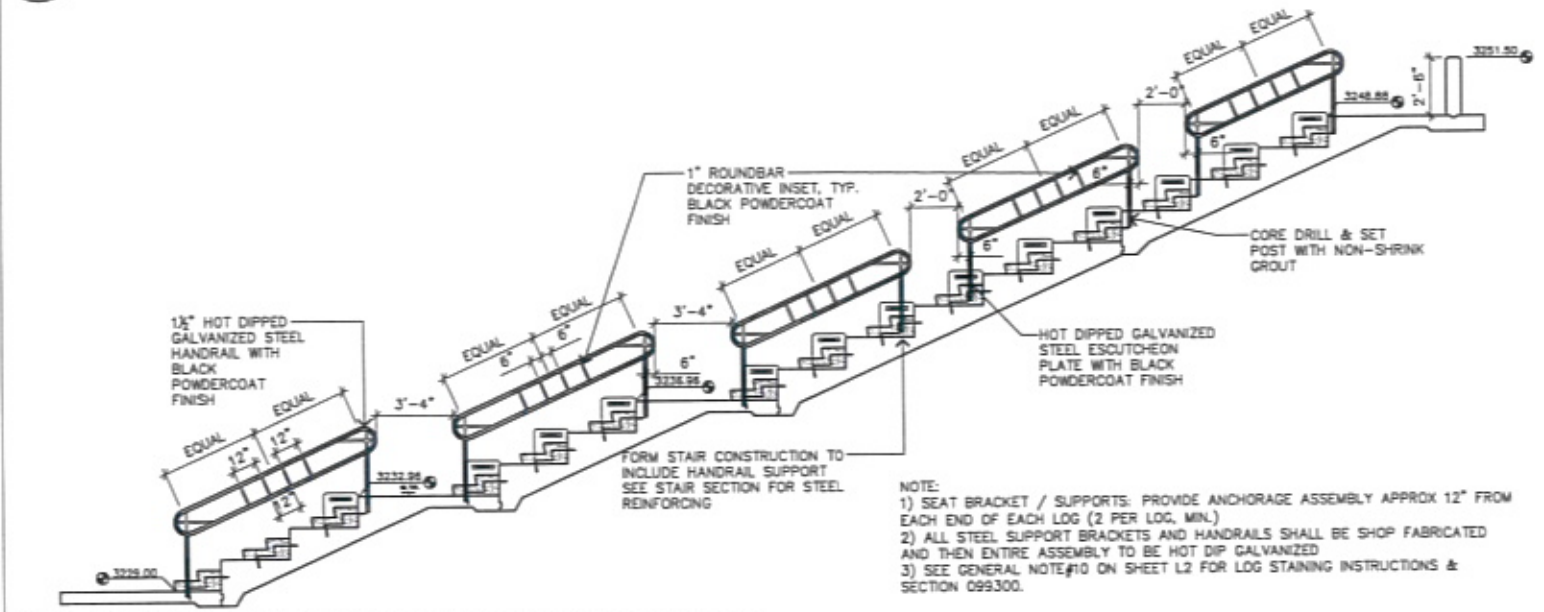 EQUAL
EQUAL
3251.50
2'-6"
2'-0"
3248.88
EQUAL
EQUAL
6"
6"
1" ROUNDBAR
DECORATIVE INSET, TYP.
BLACK POWDERCOAT
FINISH
2'-0"
EQUAL
EQUAL
6"
CORE DRILL & SET
POST WITH NON-SHRINK
GROUT
1½" HOT DIPPED
GALVANIZED STEEL
HANDRAIL WITH
BLACK
POWDERCOAT
FINISH
EQUAL
EQUAL
6"
6"
3'-4"
6"
3236.98
HOT DIPPED GALVANIZED
STEEL ESCUTCHEON
PLATE WITH BLACK
POWDERCOAT FINISH
EQUAL
EQUAL
12"
12"
12"
3'-4"
3232.98
FORM STAIR CONSTRUCTION TO
INCLUDE HANDRAIL SUPPORT
SEE STAIR SECTION FOR STEEL
REINFORCING
3229.00
NOTE:
1) SEAT BRACKET / SUPPORTS: PROVIDE ANCHORAGE ASSEMBLY APPROX 12" FROM
EACH END OF EACH LOG (2 PER LOG, MIN.)
2) ALL STEEL SUPPORT BRACKETS AND HANDRAILS SHALL BE SHOP FABRICATED
AND THEN ENTIRE ASSEMBLY TO BE HOT DIP GALVANIZED
3) SEE GENERAL NOTE#10 ON SHEET L2 FOR LOG STAINING INSTRUCTIONS &
SECTION 099300.